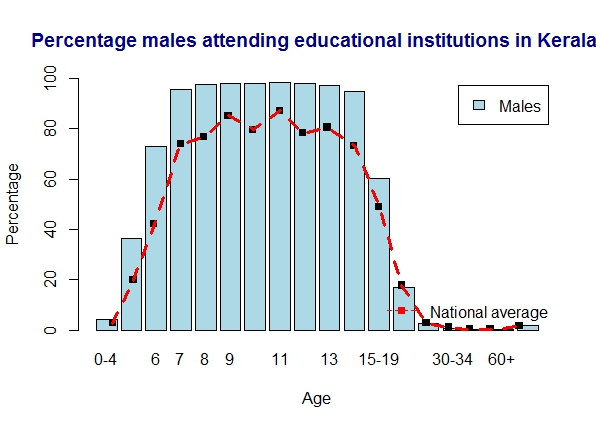 Percentage males attending educational institutions in Kerala
Males
Percentage
100
80
60
40
20
0
National average
0-4 6 7 8 9 11 13 15-19 30-34 60+
Age